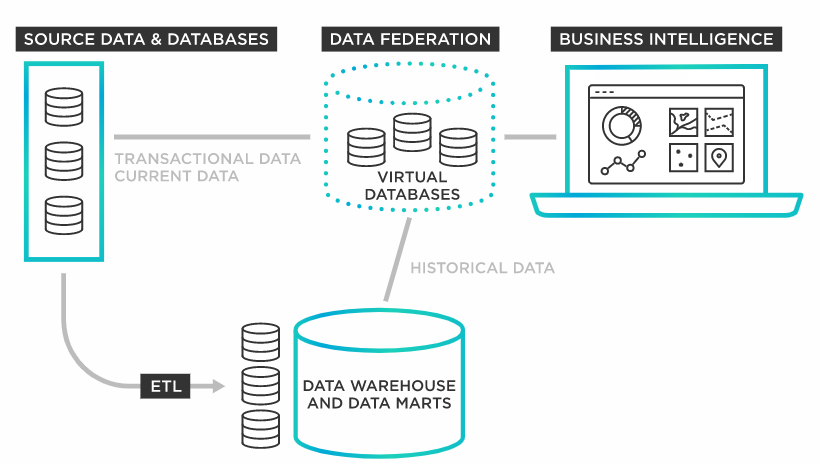 SOURCE DATA & DATABASES
DATA FEDERATION
BUSINESS INTELLIGENCE
TRANSACTIONAL DATA
CURRENT DATA
VIRTUAL
DATABASES
HISTORICAL DATA
ETL
DATA WAREHOUSE
AND DATA MARTS